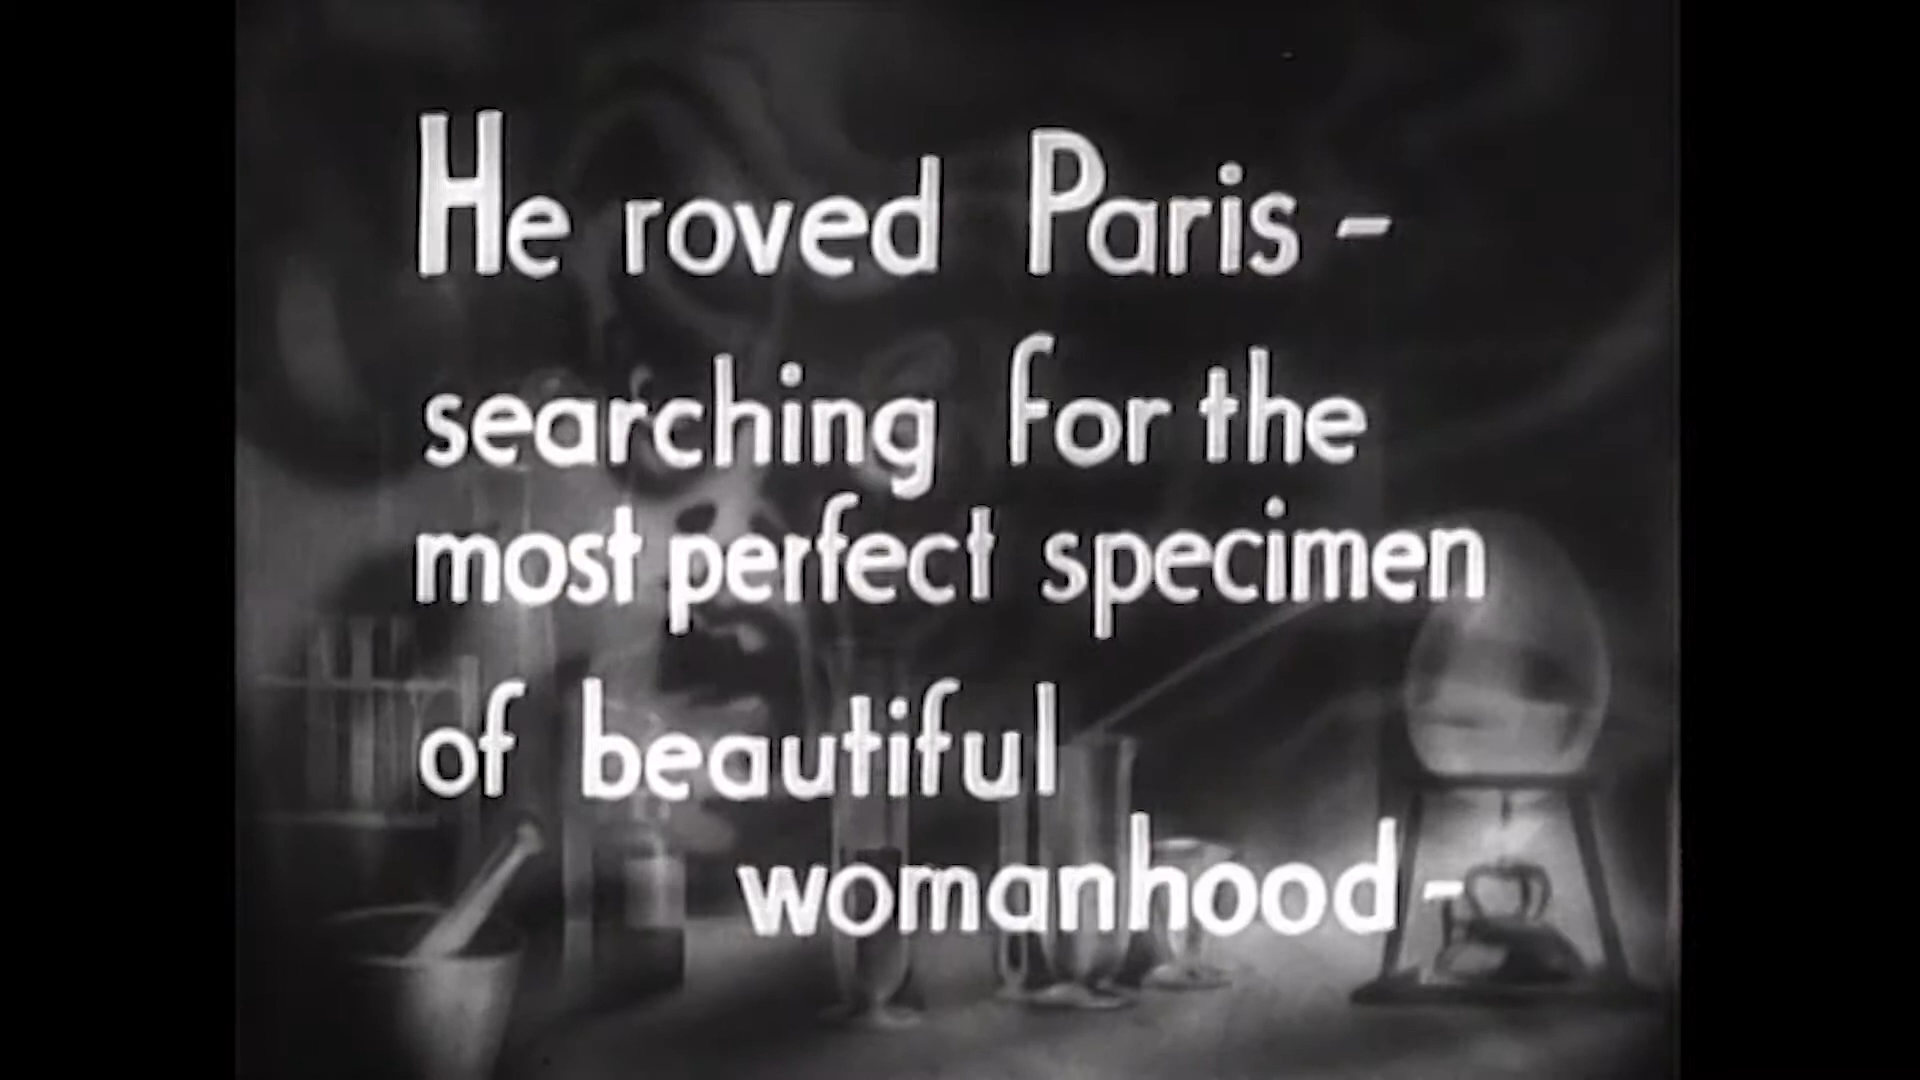 He roved Paris -
searching for the
most perfect specimen
of beautiful
womanhood -